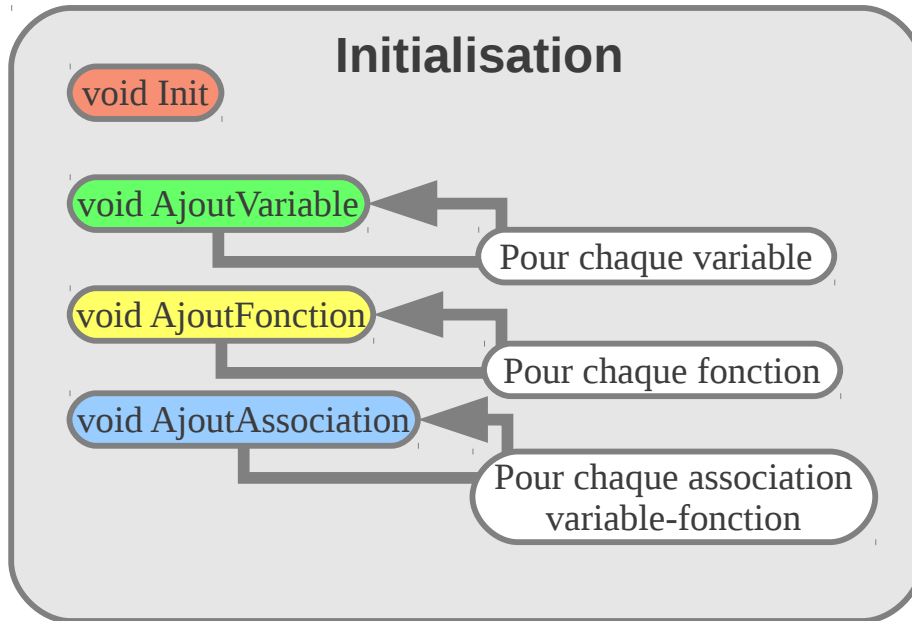 Initialisation
void Init
void AjoutVariable
Pour chaque variable
void AjoutFonction
Pour chaque fonction
void AjoutAssociation
Pour chaque association
variable-fonction